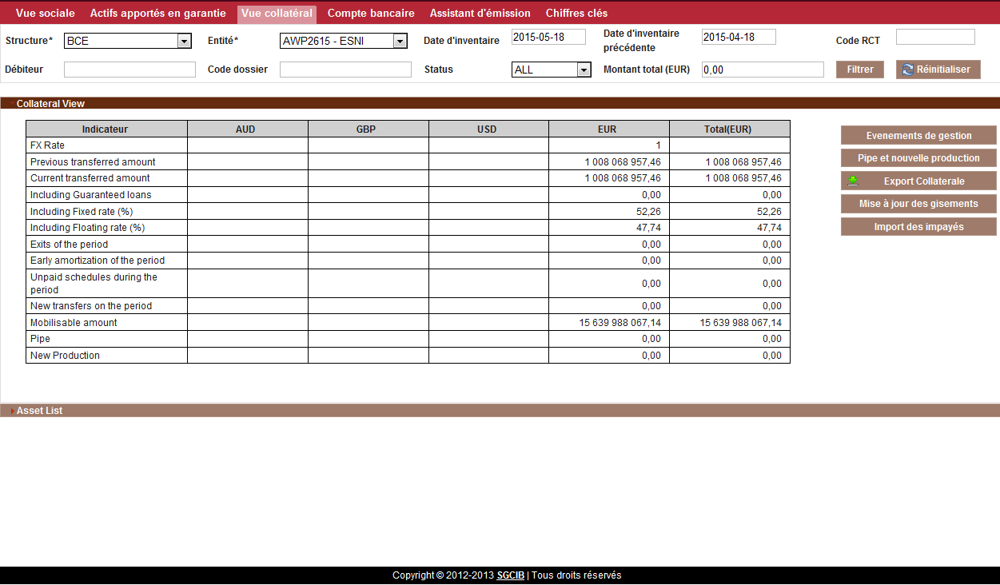 Vue sociale Actifs apportés en garantie Vue collatéral Compte bancaire Assistant d'émission Chiffres clés
Structure* BCE Entité* AWP2615 - ESNI Date d'inventaire 2015-05-18 Date d'inventaire précédente 2015-04-18 Code RCT
Débiteur Code dossier Status ALL Montant total (EUR) 0,00 Filtrer Réinitialiser
Collateral View
Indicateur AUD GBP USD EUR Total(EUR)
FX Rate 1
Previous transferred amount 1 008 068 957,46 1 008 068 957,46
Current transferred amount 1 008 068 957,46 1 008 068 957,46
Including Guaranteed loans 0,00 0,00
Including Fixed rate (%) 52,26 52,26
Including Floating rate (%) 47,74 47,74
Exits of the period 0,00 0,00
Early amortization of the period 0,00 0,00
Unpaid schedules during the
period 0,00 0,00
New transfers on the period 0,00 0,00
Mobilisable amount 15 639 988 067,14 15 639 988 067,14
Pipe 0,00 0,00
New Production 0,00 0,00
Evenements de gestion
Pipe et nouvelle production
Export Collaterale
Mise à jour des gisements
Import des impayés
Asset List
Copyright © 2012-2013 SGCIB | Tous droits réservés